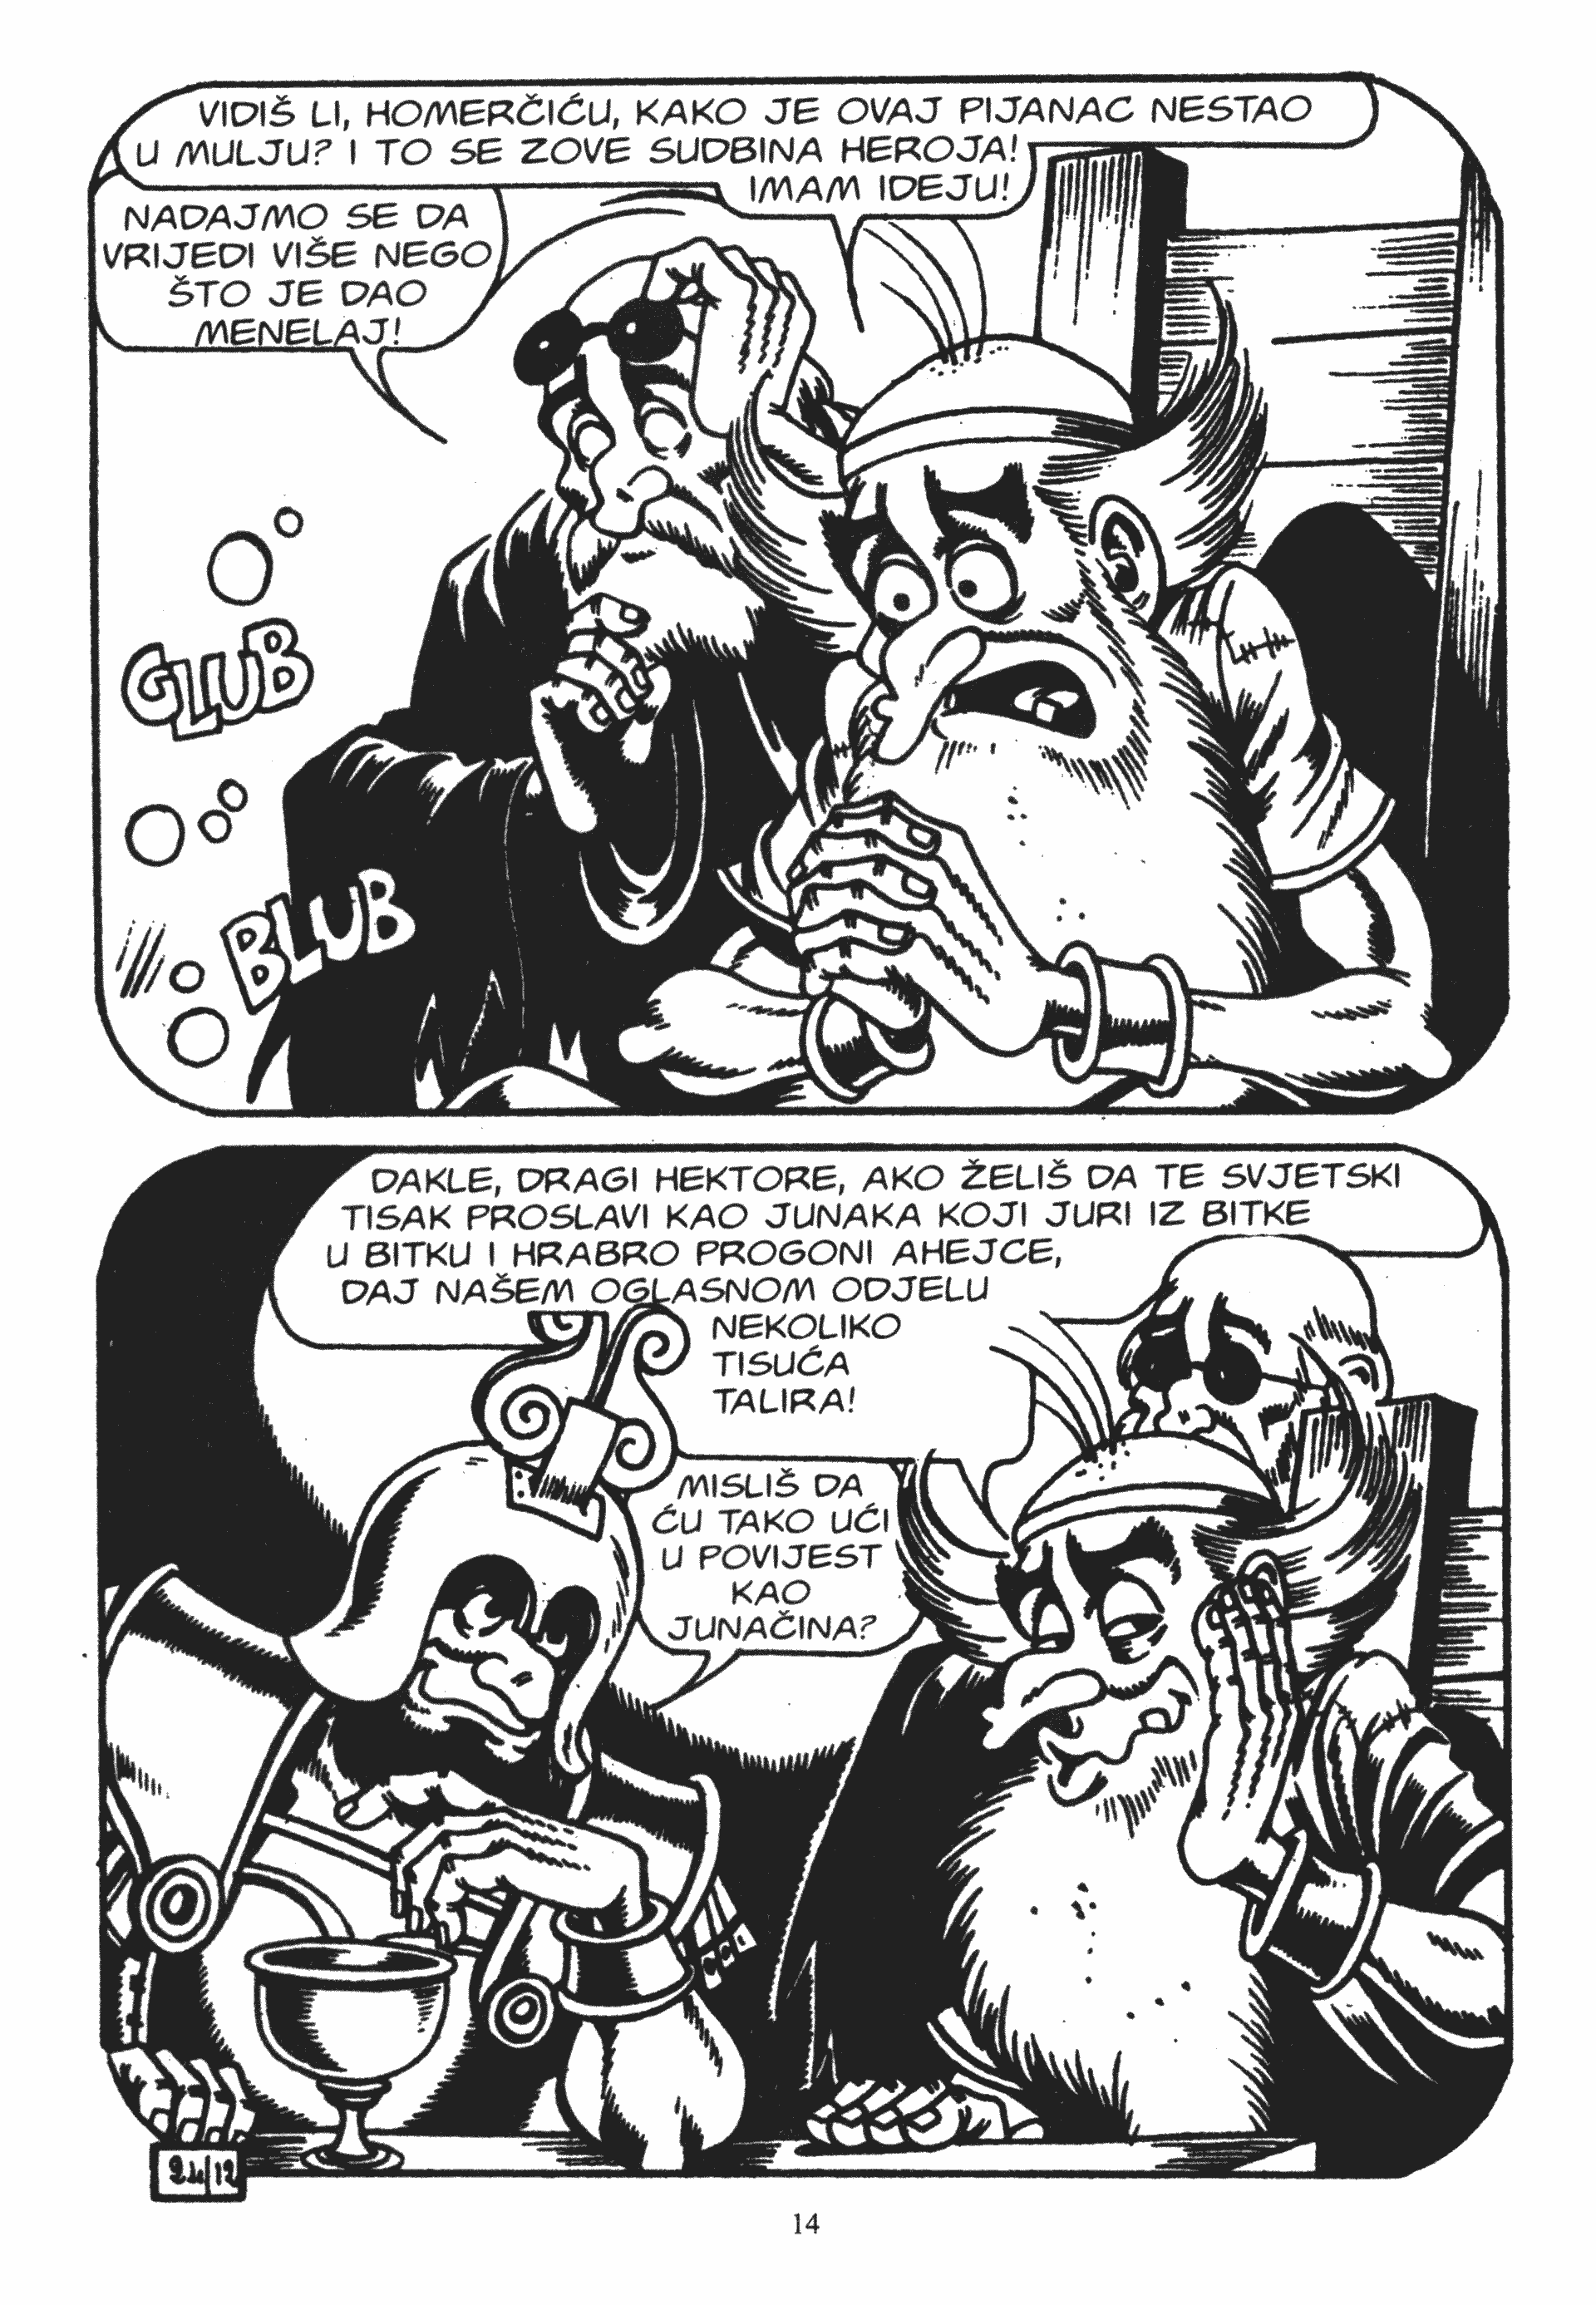 VIDIŠ LI, HOMERČIĆU, KAKO JE OVAJ PIJANAC NESTAO
U MULJU? I TO SE ZOVE SUDBINA HEROJA!
IMAM IDEJU!
NADAJMO SE DA
VRIJEDI VIŠE NEGO
ŠTO JE DAO
MENELAJ!
GLUB
BLUB
DAKLE, DRAGI HEKTORE, AKO ŽELIŠ DA TE SVJETSKI
TISAK PROSLAVI KAO JUNAKA KOJI JURI IZ BITKE
U BITKU I HRABRO PROGONI AHEJCE,
DAJ NAŠEM OGLASNOM ODJELU
NEKOLIKO
TISUĆA
TALIRA!
MISLIŠ DA
ĆU TAKO UĆI
U POVIJEST
KAO
JUNAČINA?
24/12
14